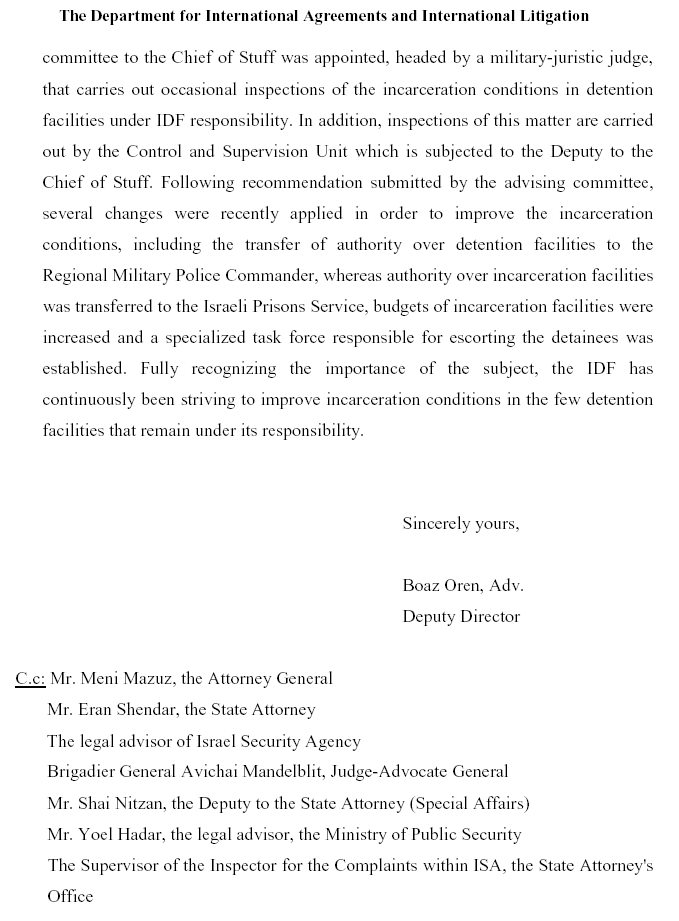 The Department for International Agreements and International Litigation
committee to the Chief of Stuff was appointed, headed by a military-juristic judge,
that carries out occasional inspections of the incarceration conditions in detention
facilities under IDF responsibility. In addition, inspections of this matter are carried
out by the Control and Supervision Unit which is subjected to the Deputy to the
Chief of Stuff. Following recommendation submitted by the advising committee,
several changes were recently applied in order to improve the incarceration
conditions, including the transfer of authority over detention facilities to the
Regional Military Police Commander, whereas authority over incarceration facilities
was transferred to the Israeli Prisons Service, budgets of incarceration facilities were
increased and a specialized task force responsible for escorting the detainees was
established. Fully recognizing the importance of the subject, the IDF has
continuously been striving to improve incarceration conditions in the few detention
facilities that remain under its responsibility.
Sincerely yours,
Boaz Oren, Adv.
Deputy Director
C.c: Mr. Meni Mazuz, the Attorney General
Mr. Eran Shendar, the State Attorney
The legal advisor of Israel Security Agency
Brigadier General Avichai Mandelblit, Judge-Advocate General
Mr. Shai Nitzan, the Deputy to the State Attorney (Special Affairs)
Mr. Yoel Hadar, the legal advisor, the Ministry of Public Security
The Supervisor of the Inspector for the Complaints within ISA, the State Attorney's
Office